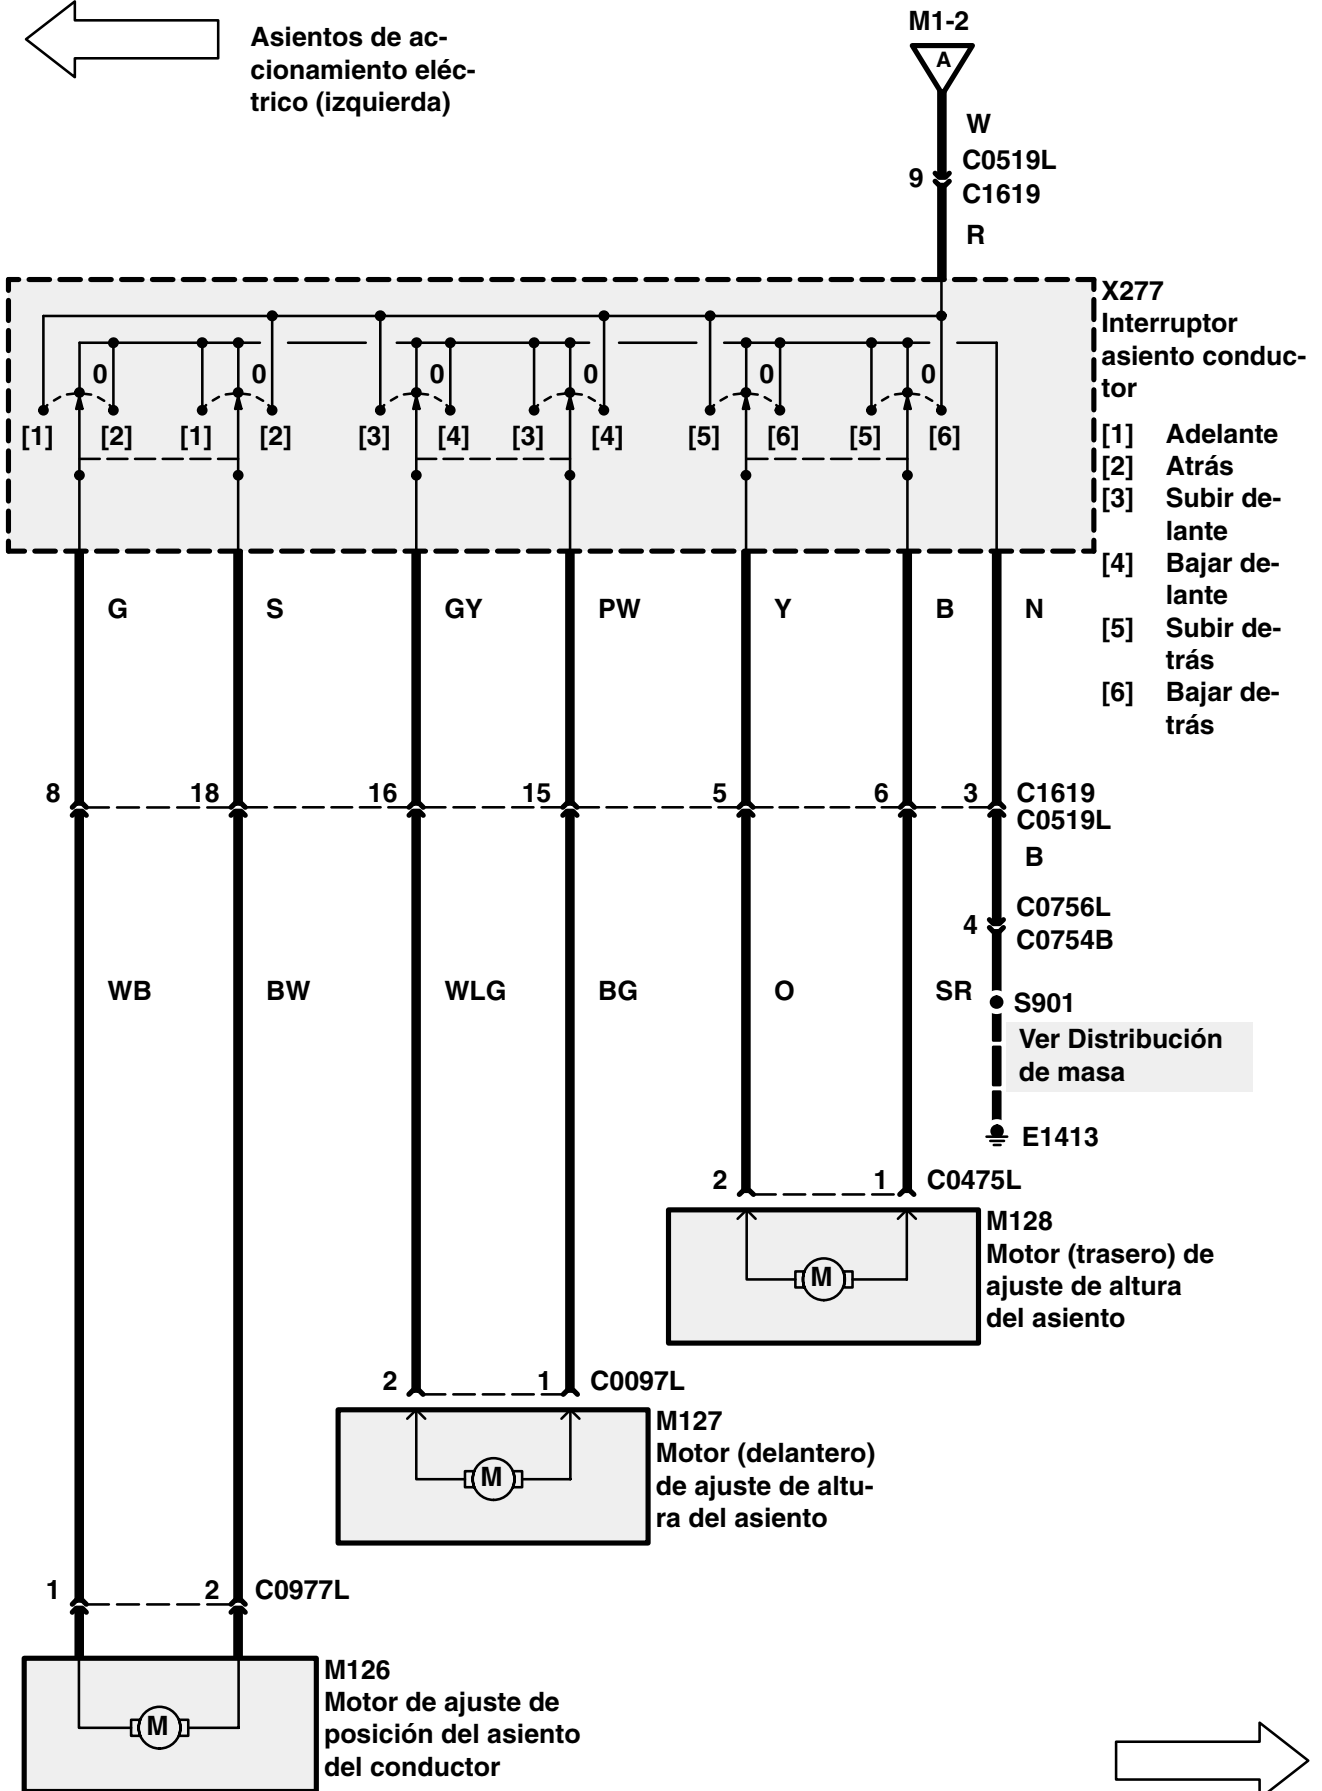 Asientos de ac-
cionamiento eléc-
trico (izquierda)
M1-2
A
W
C0519L
9
C1619
R
X277
Interruptor
asiento conduc-
tor
0 0 0 0 0 0
[1] [2] [1] [2] [3] [4] [3] [4] [5] [6] [5] [6]
[1] Adelante
[2] Atrás
[3] Subir de-
lante
[4] Bajar de-
lante
[5] Subir de-
trás
[6] Bajar de-
trás
G S GY PW Y B N
8 18 16 15 5 6 3 C1619
C0519L
B
C0756L
4
C0754B
WB BW WLG BG O SR
S901
Ver Distribución
de masa
E1413
2 1 C0475L
M128
Motor (trasero) de
ajuste de altura
del asiento
M
2 1 C0097L
M127
Motor (delantero)
de ajuste de altu-
ra del asiento
M
1 2 C0977L
M126
Motor de ajuste de
posición del asiento
del conductor
M